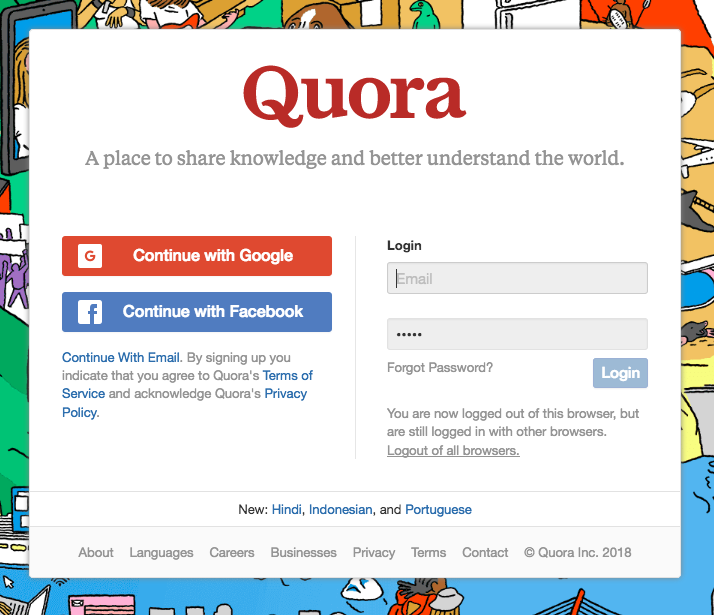 Quora
A place to share knowledge and better understand the world.
G Continue with Google
f Continue with Facebook
Continue With Email. By signing up you
indicate that you agree to Quora's Terms of
Service and acknowledge Quora's Privacy
Policy.
Login
Email
•••••
Forgot Password?
Login
You are now logged out of this browser, but
are still logged in with other browsers.
Logout of all browsers.
New: Hindi, Indonesian, and Portuguese
About Languages Careers Businesses Privacy Terms Contact © Quora Inc. 2018